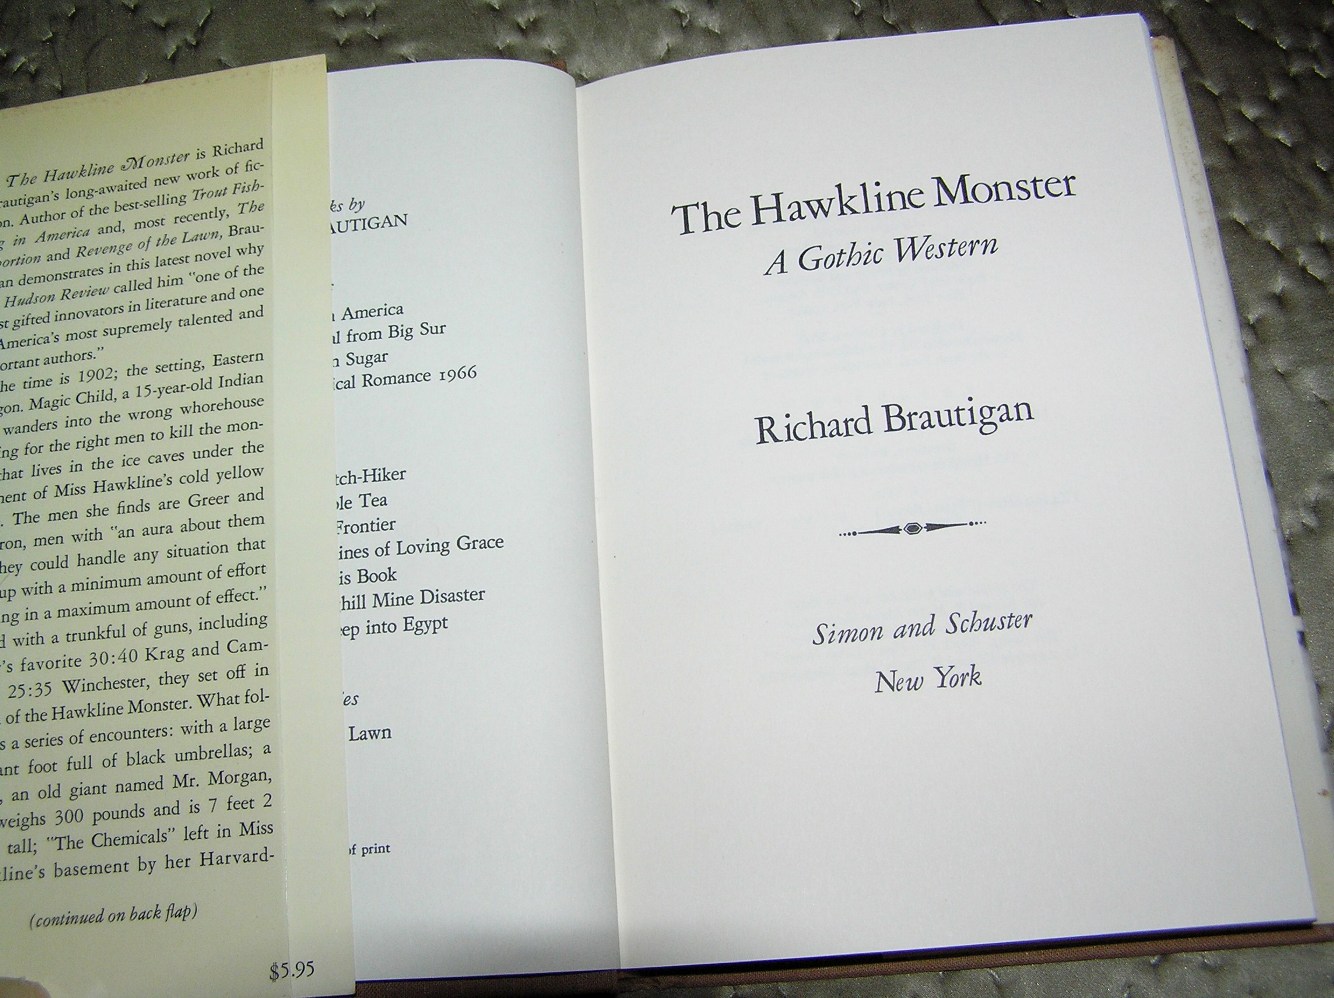 The Hawkline Monster is Richard
rautigan's long-awaited new work of fic-
on. Author of the best-selling Trout Fish-
g in America and, most recently, The
ortion and Revenge of the Lawn, Brau-
an demonstrates in this latest novel why
Hudson Review called him "one of the
st gifted innovators in literature and one
America's most supremely talented and
ortant authors."
he time is 1902; the setting, Eastern
gon. Magic Child, a 15-year-old Indian
wanders into the wrong whorehouse
ing for the right men to kill the mon-
that lives in the ice caves under the
ment of Miss Hawkline's cold yellow
. The men she finds are Greer and
ron, men with "an aura about them
hey could handle any situation that
up with a minimum amount of effort
ng in a maximum amount of effect."
d with a trunkful of guns, including
's favorite 30:40 Krag and Cam-
25:35 Winchester, they set off in
of the Hawkline Monster. What fol-
s a series of encounters: with a large
ant foot full of black umbrellas; a
, an old giant named Mr. Morgan,
weighs 300 pounds and is 7 feet 2
tall; "The Chemicals" left in Miss
kline's basement by her Harvard-
(continued on back flap)
$5.95
ks by
AUTIGAN
America
al from Big Sur
n Sugar
ical Romance 1966
tch-Hiker
ple Tea
Frontier
ines of Loving Grace
is Book
hill Mine Disaster
eep into Egypt
es
Lawn
of print
The Hawkline Monster
A Gothic Western
Richard Brautigan
Simon and Schuster
New York